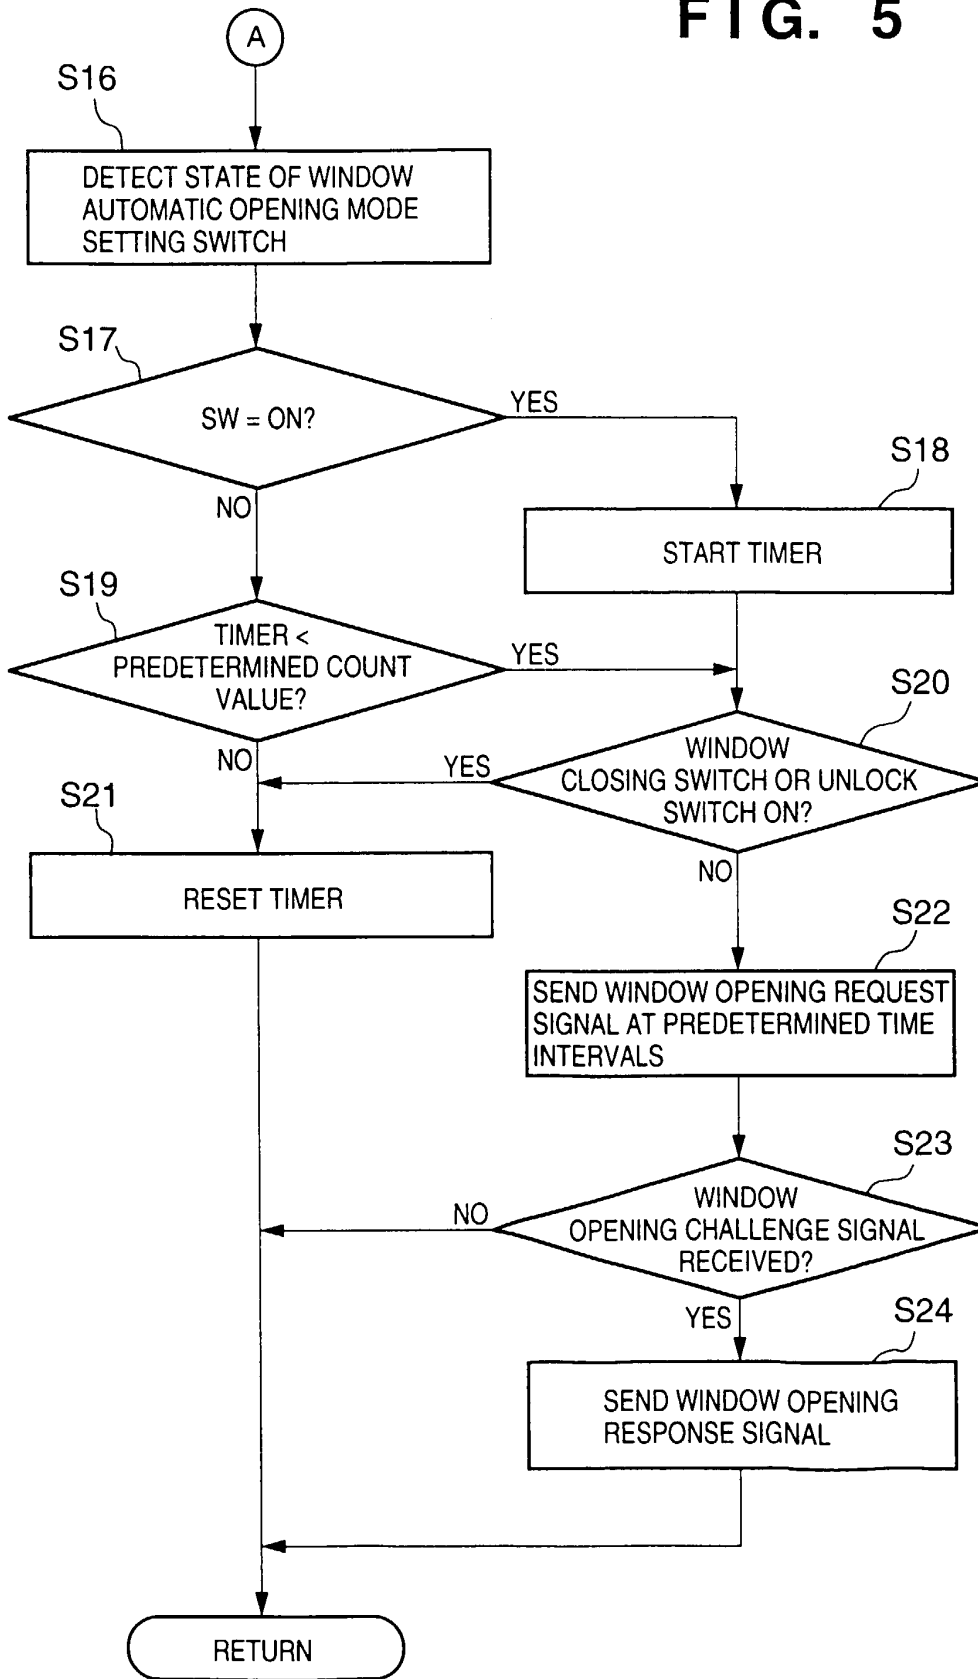 FIG. 5
A
S16
DETECT STATE OF WINDOW
AUTOMATIC OPENING MODE
SETTING SWITCH
S17
SW = ON?
YES
NO
S18
START TIMER
S19
TIMER <
PREDETERMINED COUNT
VALUE?
YES
NO
S20
WINDOW
CLOSING SWITCH OR UNLOCK
SWITCH ON?
YES
NO
S21
RESET TIMER
S22
SEND WINDOW OPENING REQUEST
SIGNAL AT PREDETERMINED TIME
INTERVALS
S23
WINDOW
OPENING CHALLENGE SIGNAL
RECEIVED?
NO
YES
S24
SEND WINDOW OPENING
RESPONSE SIGNAL
RETURN